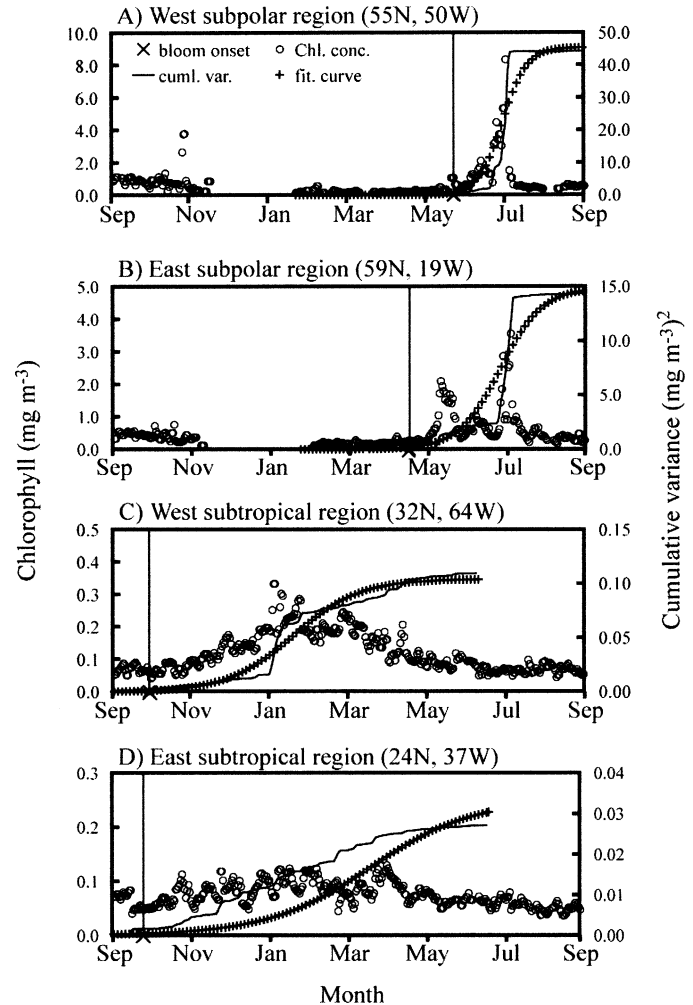 A) West subpolar region (55N, 50W)
10.0 50.0
× bloom onset ○ Chl. conc.
8.0 40.0
— cuml. var. + fit. curve
6.0 30.0
4.0 20.0
2.0 10.0
0.0 0.0
Sep Nov Jan Mar May Jul Sep
B) East subpolar region (59N, 19W)
5.0 15.0
4.0
3.0 10.0
2.0 5.0
1.0
0.0 0.0
Sep Nov Jan Mar May Jul Sep
Chlorophyll (mg m-3)
Cumulative variance (mg m-3)2
C) West subtropical region (32N, 64W)
0.5 0.15
0.4
0.3 0.10
0.2 0.05
0.1
0.0 0.00
Sep Nov Jan Mar May Jul Sep
D) East subtropical region (24N, 37W)
0.3 0.04
0.03
0.2
0.02
0.1 0.01
0.0 0.00
Sep Nov Jan Mar May Jul Sep
Month